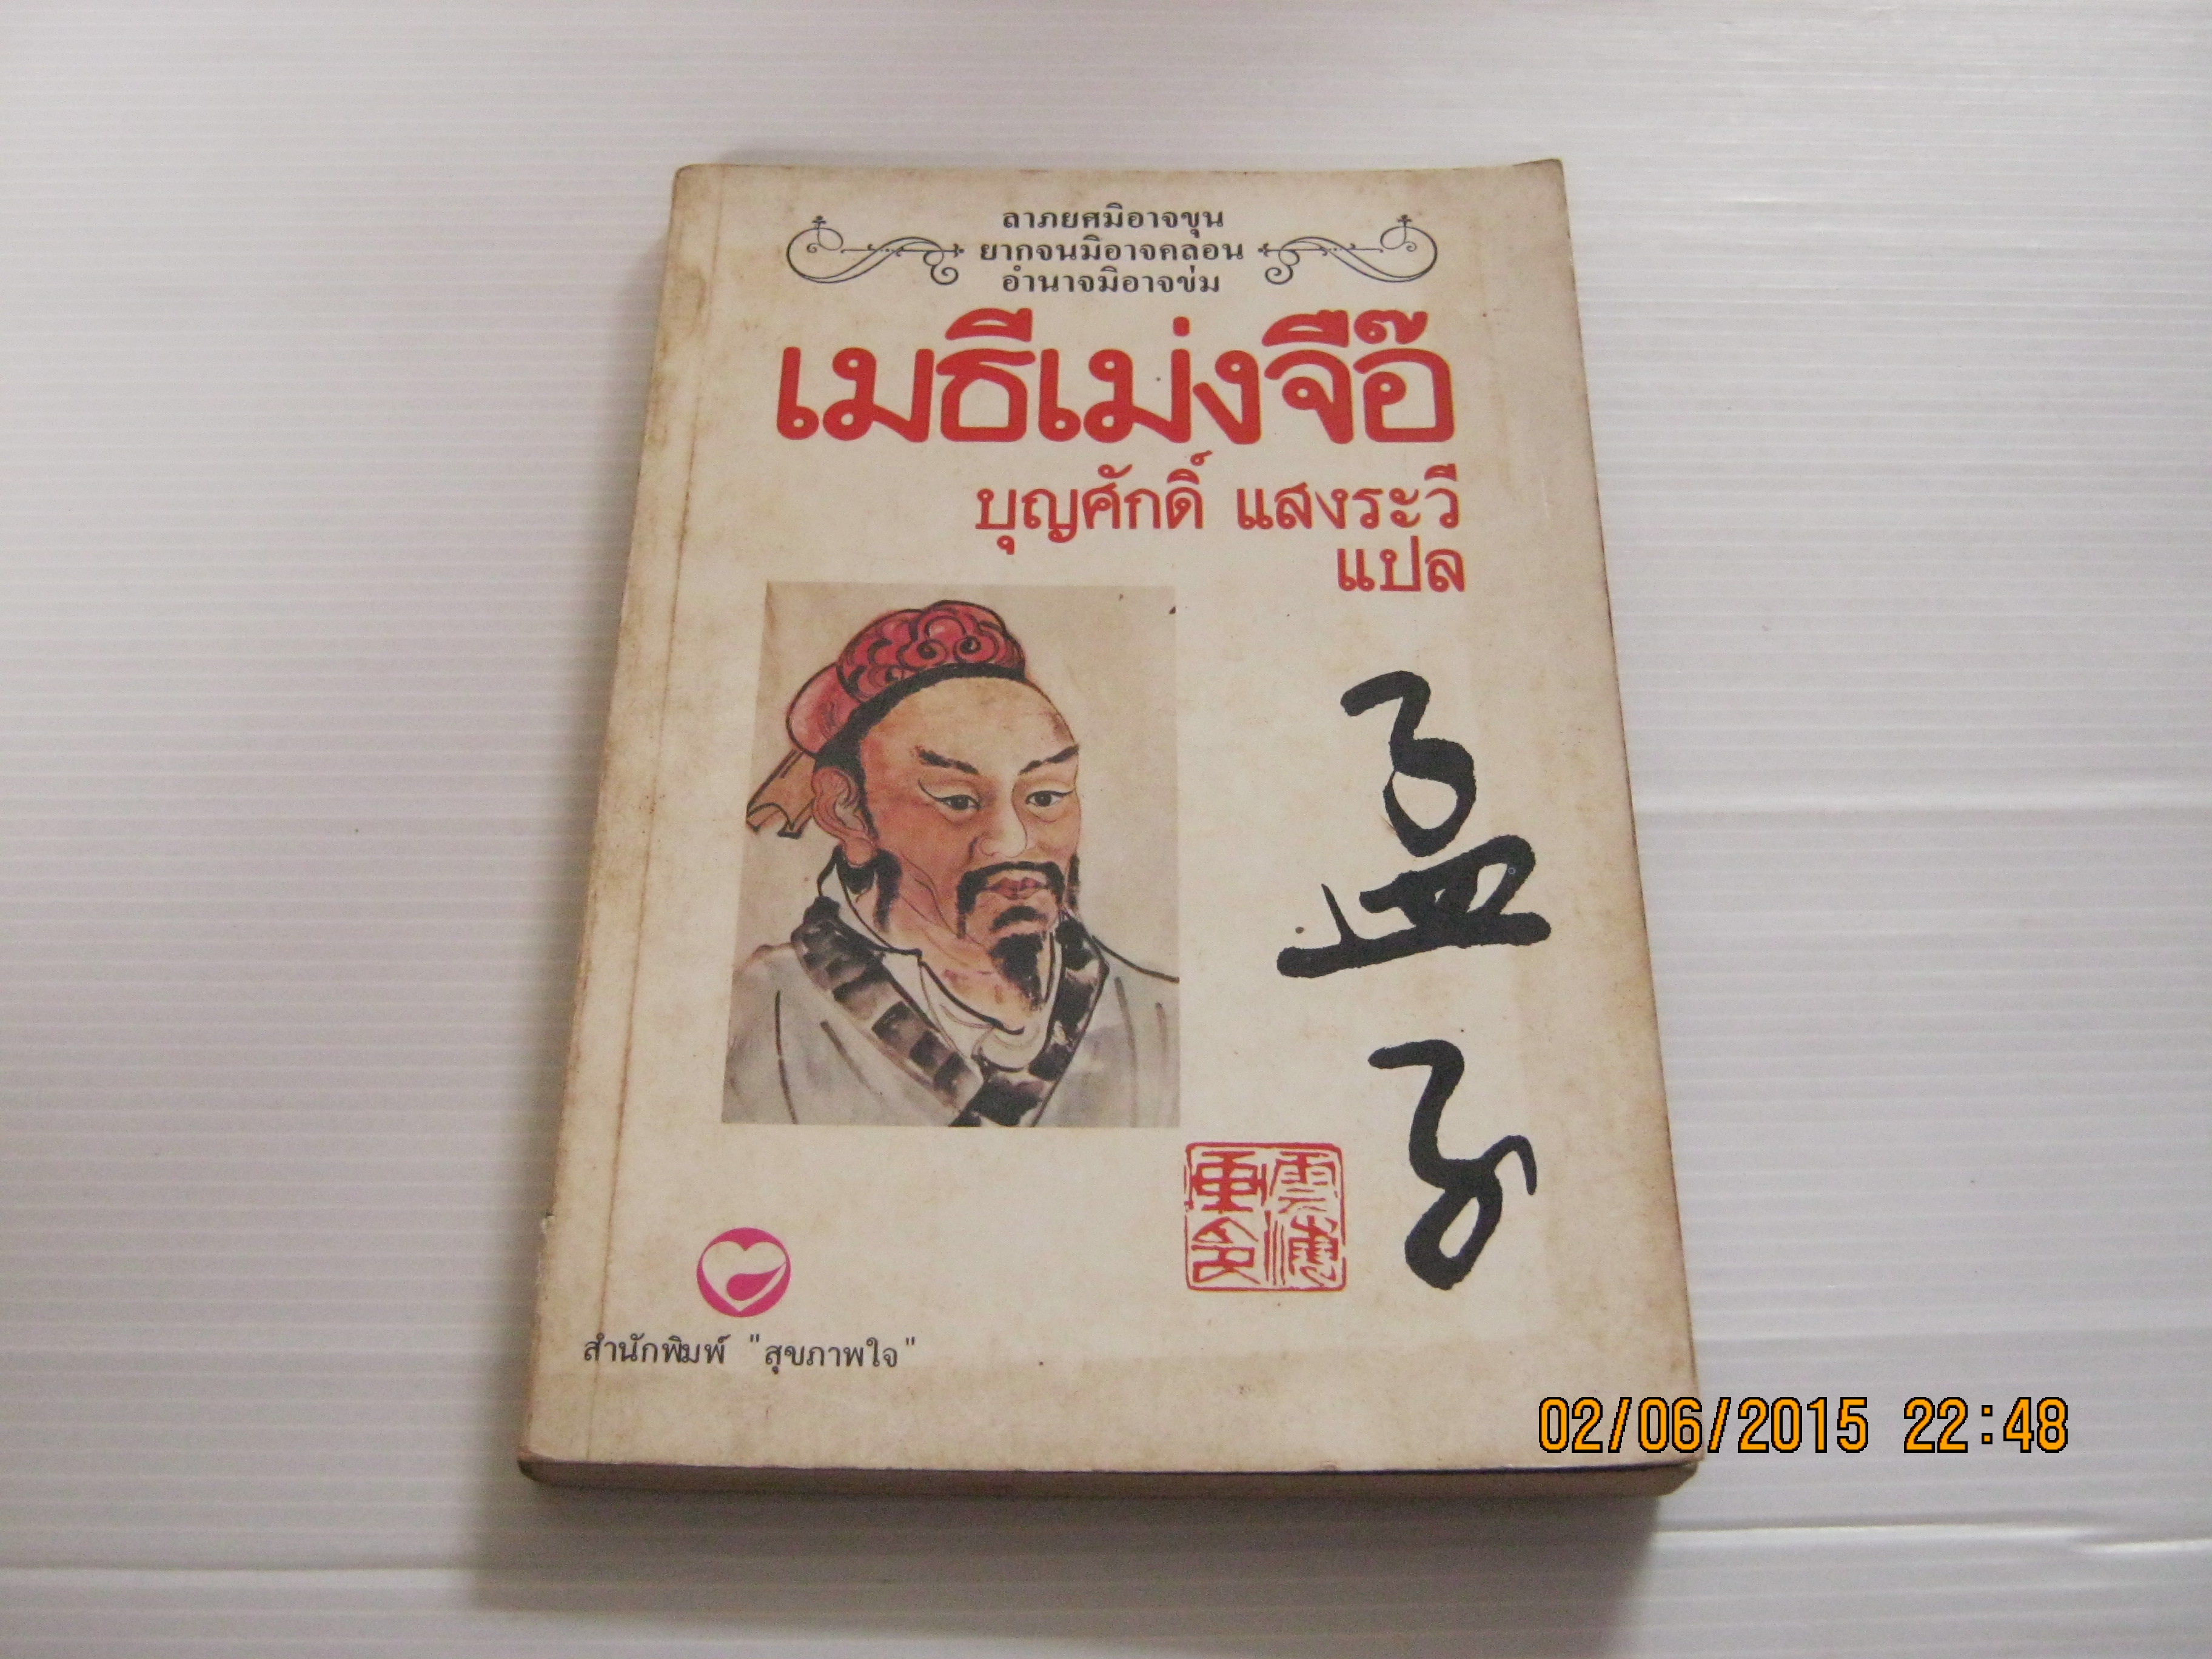 ลาภยศมิอาจขุน
ยากจนมิอาจคลอน
อำนาจมิอาจข่ม
เมธีเม่งจื๊อ
บุญศักดิ์ แสงระวี
แปล
孟
子
สำนักพิมพ์ "สุขภาพใจ"
02/06/2015 22:48